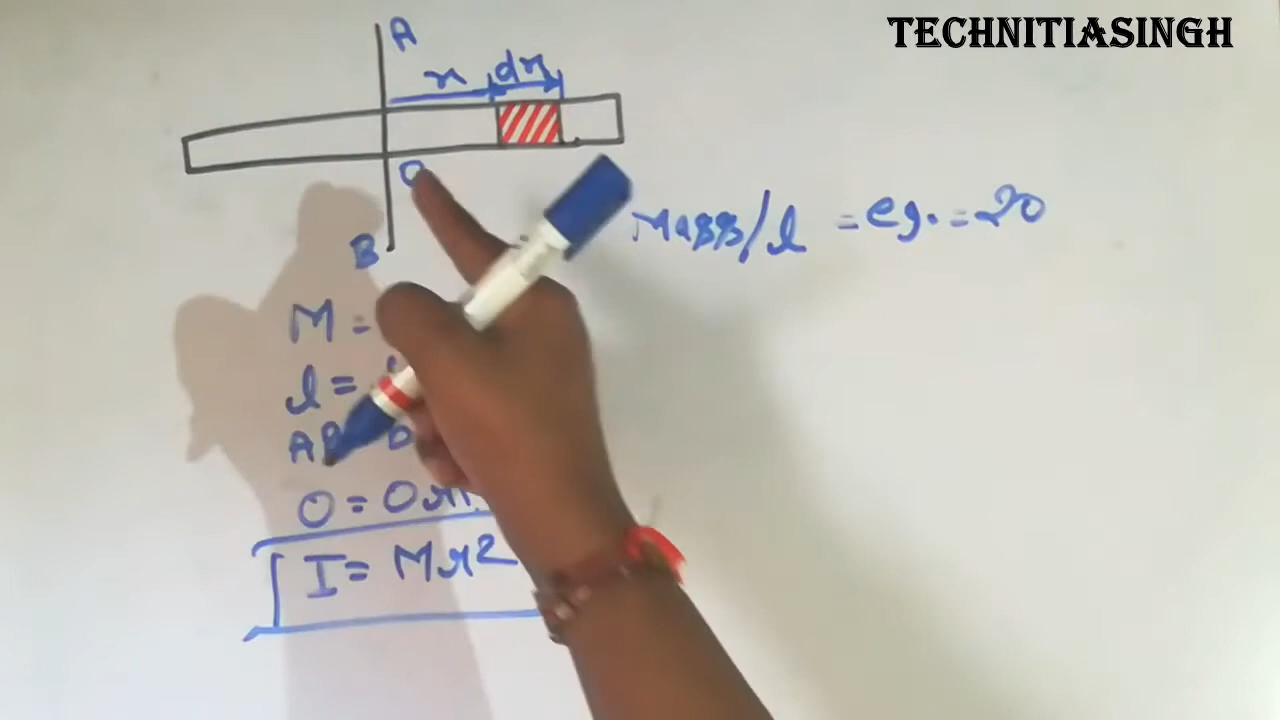 TECHNITIASINGH
A
x dx
O
B
Mass/l = eg. = 20
M =
l =
AB
O =
I = Mr2